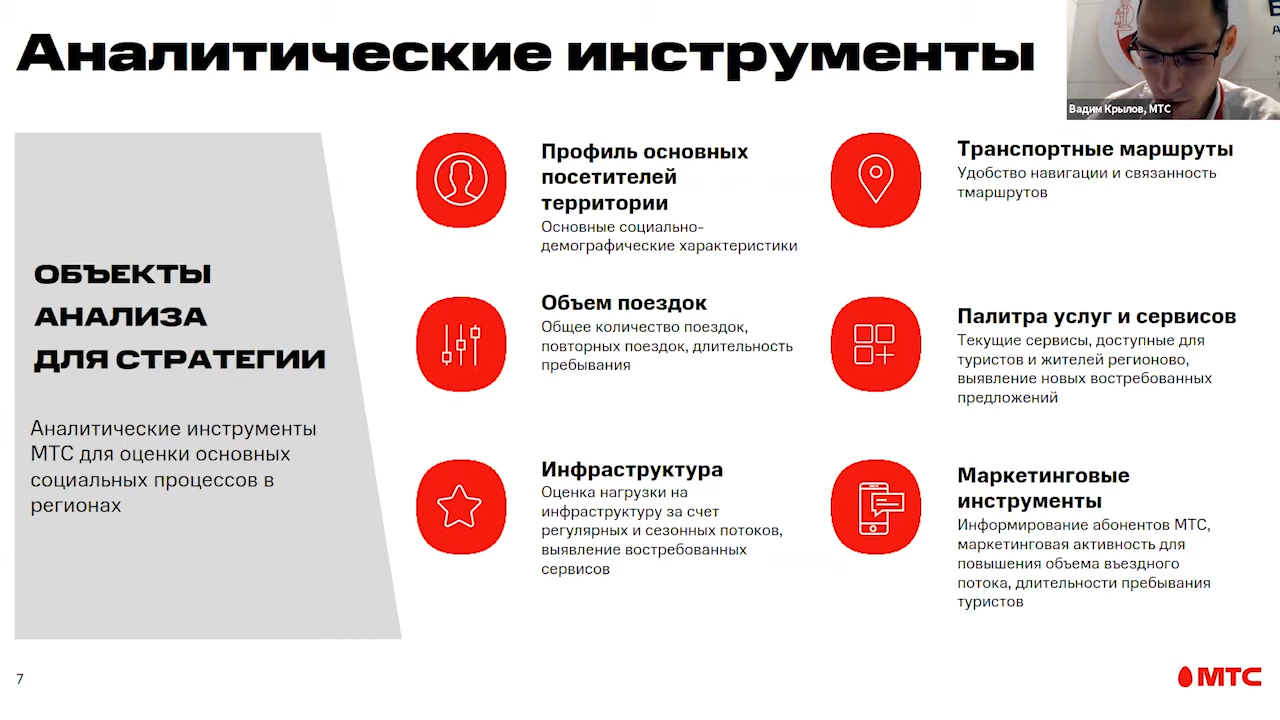 Аналитические инструменты
Вадим Крылов, МТС
ОБЪЕКТЫ
АНАЛИЗА
ДЛЯ СТРАТЕГИИ
Аналитические инструменты
МТС для оценки основных
социальных процессов в
регионах
Профиль основных
посетителей
территории
Основные социально-
демографические характеристики
Транспортные маршруты
Удобство навигации и связанность
тмаршрутов
Объем поездок
Общее количество поездок,
повторных поездок, длительность
пребывания
Палитра услуг и сервисов
Текущие сервисы, доступные для
туристов и жителей регионово,
выявление новых востребованных
предложений
Инфраструктура
Оценка нагрузки на
инфраструктуру за счет
регулярных и сезонных потоков,
выявление востребованных
сервисов
Маркетинговые
инструменты
Информирование абонентов МТС,
маркетинговая активность для
повышения объема въездного
потока, длительности пребывания
туристов
7
МТС